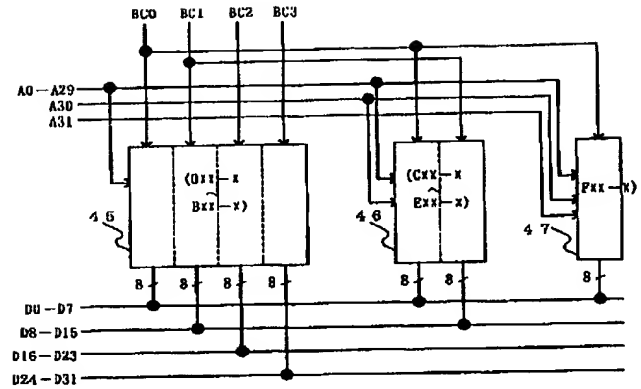 BC0 BC1 BC2 BC3
A0-A29
A30
A31
(0xx-x
Bxx-x)
(Cxx-x
Exx-x)
Fxx-x)
45
46
47
8 8 8 8 8 8 8
D0-D7
D8-D15
D16-D23
D24-D31